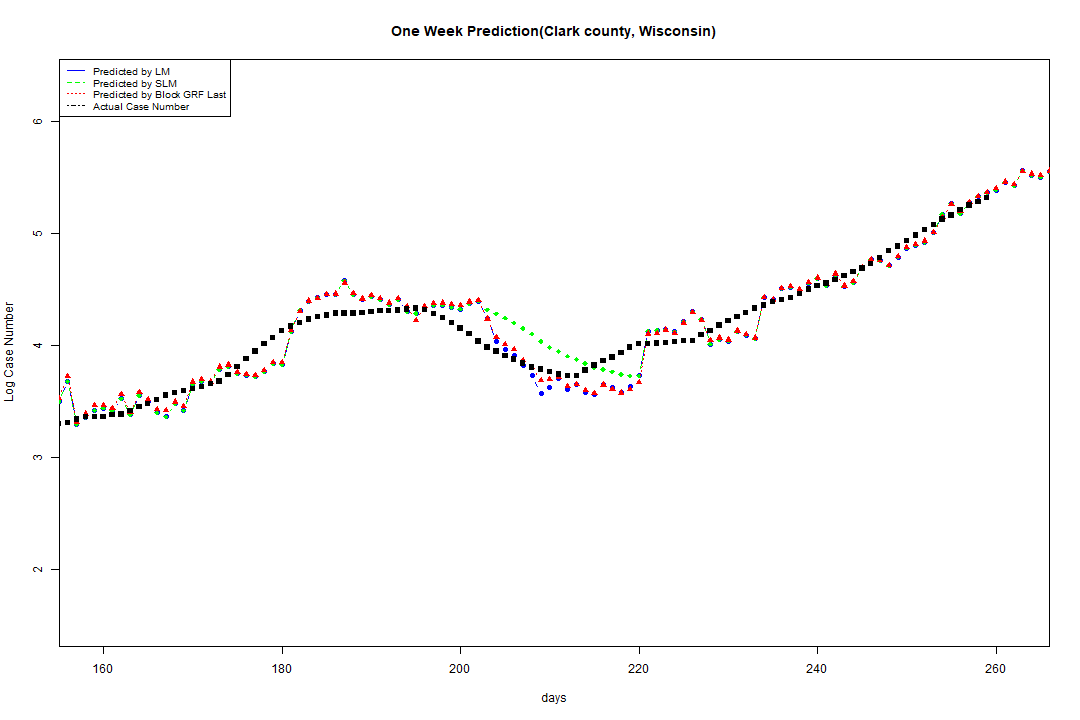 One Week Prediction(Clark county, Wisconsin)
Predicted by LM
Predicted by SLM
Predicted by Block GRF Last
Actual Case Number
6
5
4
3
2
Log Case Number
160 180 200 220 240 260
days